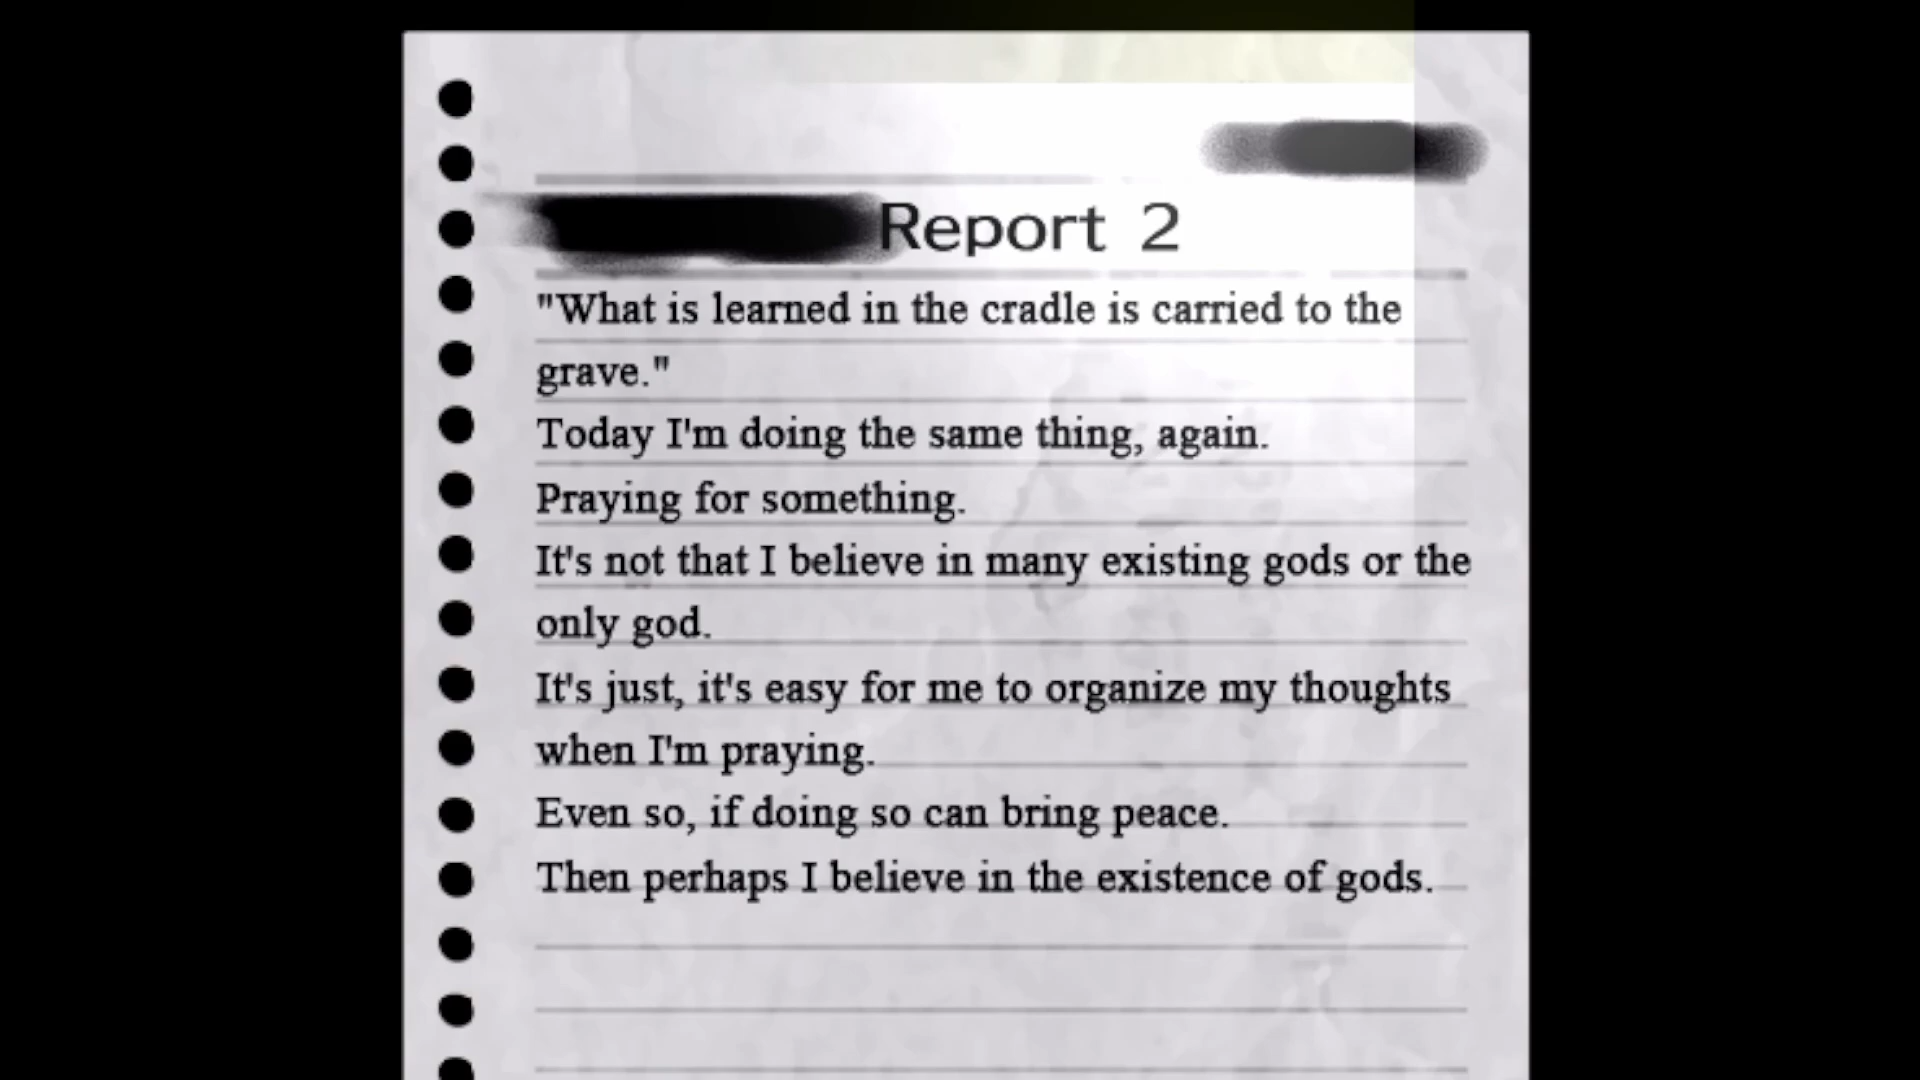 Report 2
"What is learned in the cradle is carried to the
grave."
Today I'm doing the same thing, again.
Praying for something.
It's not that I believe in many existing gods or the
only god.
It's just, it's easy for me to organize my thoughts
when I'm praying.
Even so, if doing so can bring peace.
Then perhaps I believe in the existence of gods.